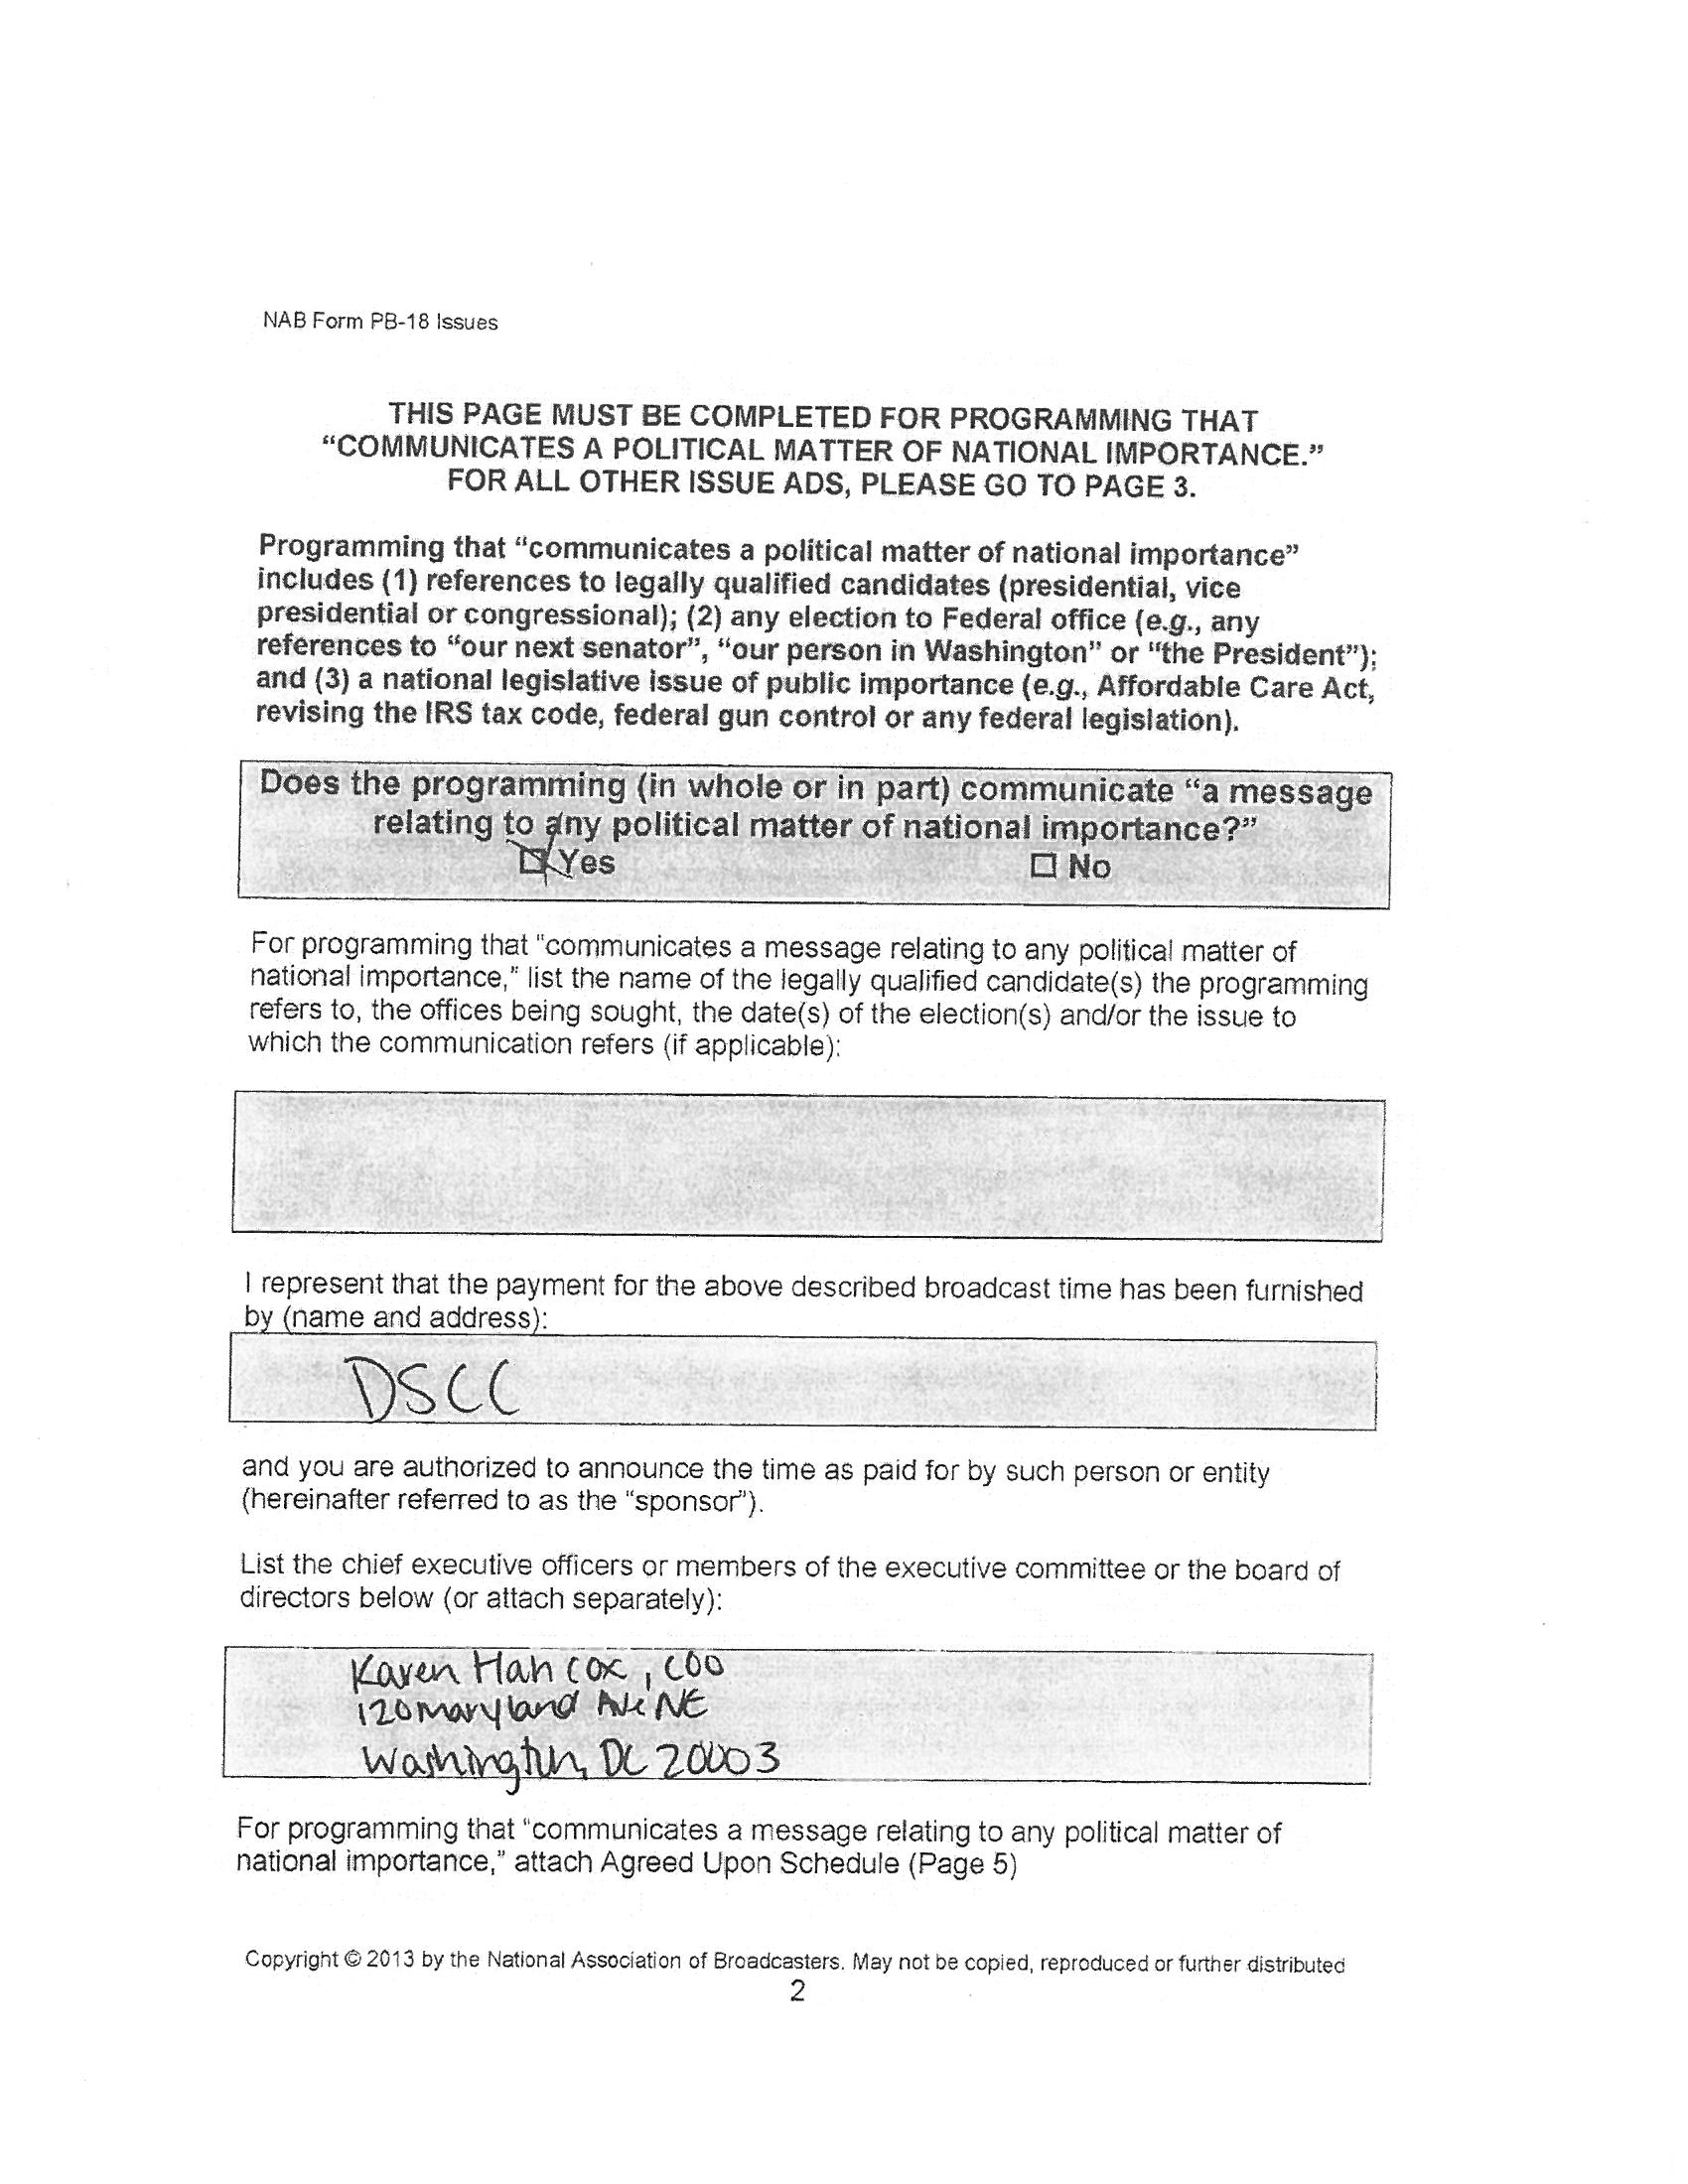 NAB Form PB-18 Issues
THIS PAGE MUST BE COMPLETED FOR PROGRAMMING THAT
“COMMUNICATES A POLITICAL MATTER OF NATIONAL IMPORTANCE.”
FOR ALL OTHER ISSUE ADS, PLEASE GO TO PAGE 3.
Programming that “communicates a political matter of national importance”
includes (1) references to legally qualified candidates (presidential, vice
presidential or congressional); (2) any election to Federal office (e.g., any
references to “our next senator”, “our person in Washington” or “the President”);
and (3) a national legislative issue of public importance (e.g., Affordable Care Act,
revising the IRS tax code, federal gun control or any federal legislation).
Does the programming (in whole or in part) communicate “a message
relating to any political matter of national importance?”
☒ Yes ☐ No
For programming that “communicates a message relating to any political matter of
national importance,” list the name of the legally qualified candidate(s) the programming
refers to, the offices being sought, the date(s) of the election(s) and/or the issue to
which the communication refers (if applicable):
I represent that the payment for the above described broadcast time has been furnished
by (name and address):
DSCC
and you are authorized to announce the time as paid for by such person or entity
(hereinafter referred to as the “sponsor”).
List the chief executive officers or members of the executive committee or the board of
directors below (or attach separately):
Karen Hancox, COO
120 Maryland Ave NE
Washington, DC 20003
For programming that “communicates a message relating to any political matter of
national importance,” attach Agreed Upon Schedule (Page 5)
Copyright © 2013 by the National Association of Broadcasters. May not be copied, reproduced or further distributed
2